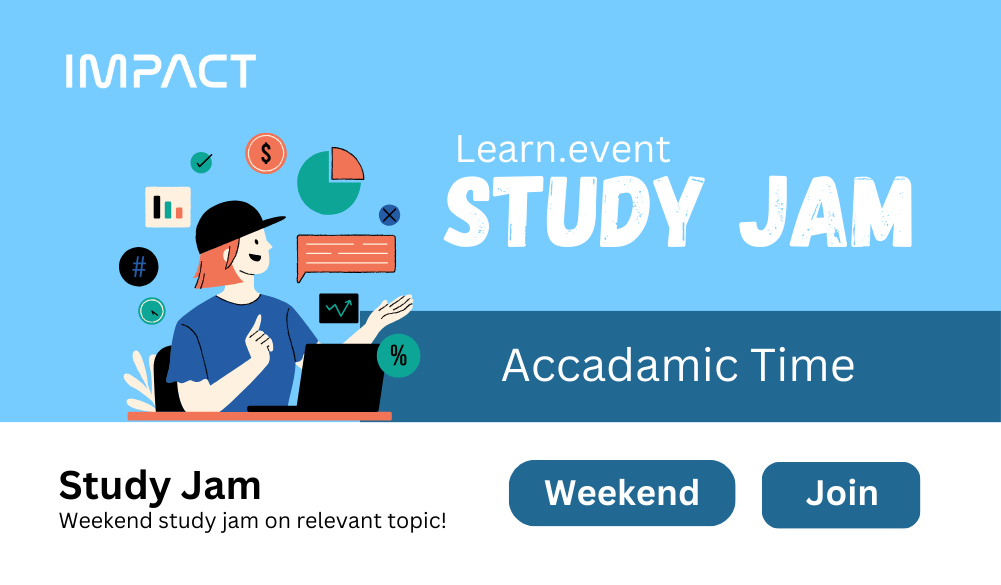 IMPACT
$
#
%
Learn.event
STUDY JAM
Accadamic Time
Study Jam
Weekend study jam on relevant topic!
Weekend
Join